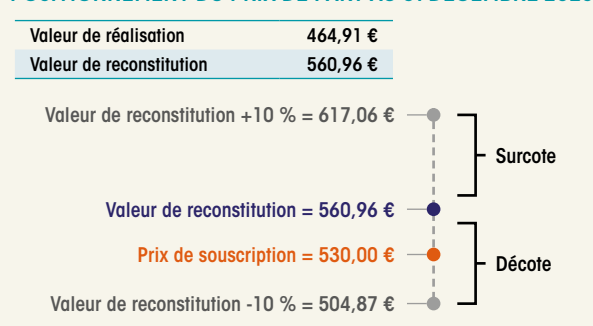 Valeur de réalisation 464,91 €
Valeur de reconstitution 560,96 €
Valeur de reconstitution +10 % = 617,06 €
Surcote
Valeur de reconstitution = 560,96 €
Prix de souscription = 530,00 €
Décote
Valeur de reconstitution -10 % = 504,87 €